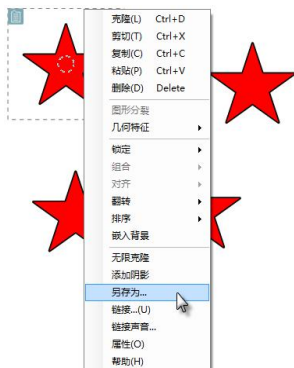 克隆(L) Ctrl+D
剪切(T) Ctrl+X
复制(C) Ctrl+C
粘贴(P) Ctrl+V
删除(D) Delete
图形分裂
几何特征
锁定
组合
对齐
翻转
排序
嵌入背景
无限克隆
添加阴影
另存为...
链接...(U)
链接声音...
属性(O)
帮助(H)